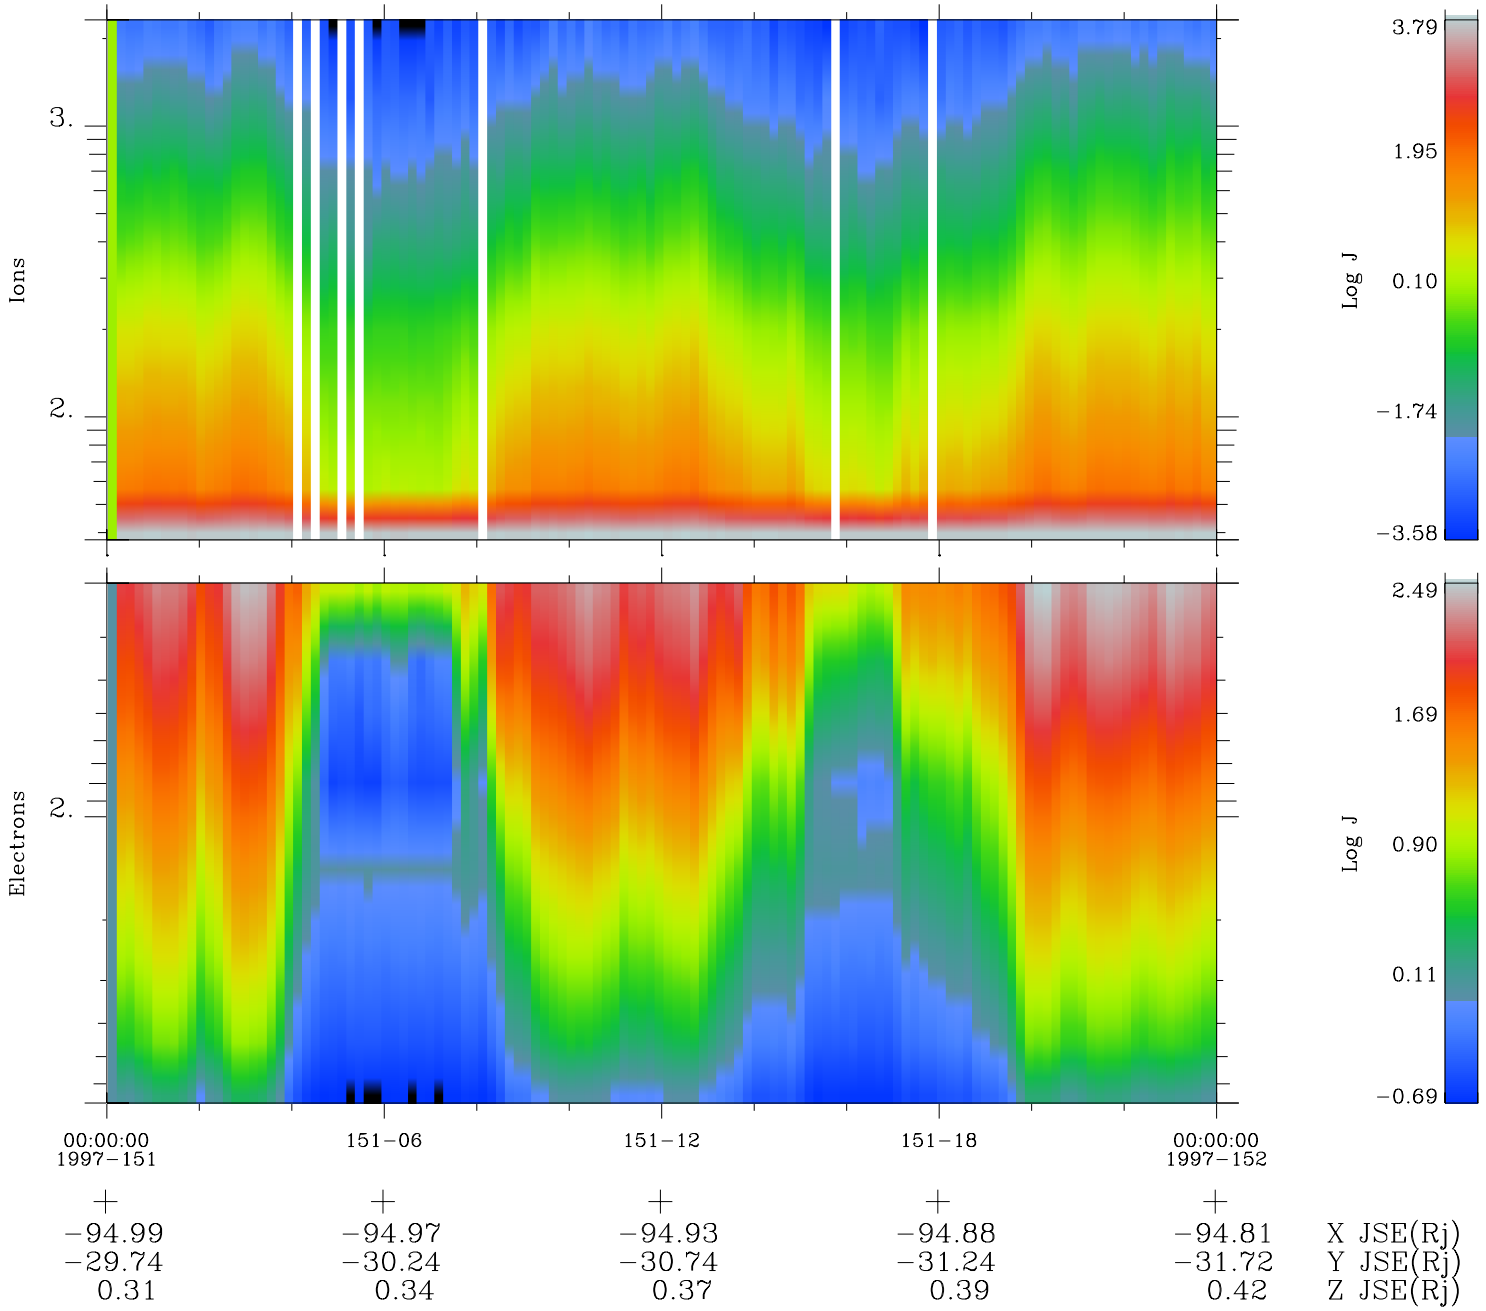 3.
2.
Ions
3.79
1.95
0.10
−1.74
−3.58
Log J
2.
Electrons
2.49
1.69
0.90
0.11
−0.69
Log J
00:00:00 151−06 151−12 151−18 00:00:00
1997−151 1997−152
−94.99 −94.97 −94.93 −94.88 −94.81 X JSE(Rj)
−29.74 −30.24 −30.74 −31.24 −31.72 Y JSE(Rj)
0.31 0.34 0.37 0.39 0.42 Z JSE(Rj)